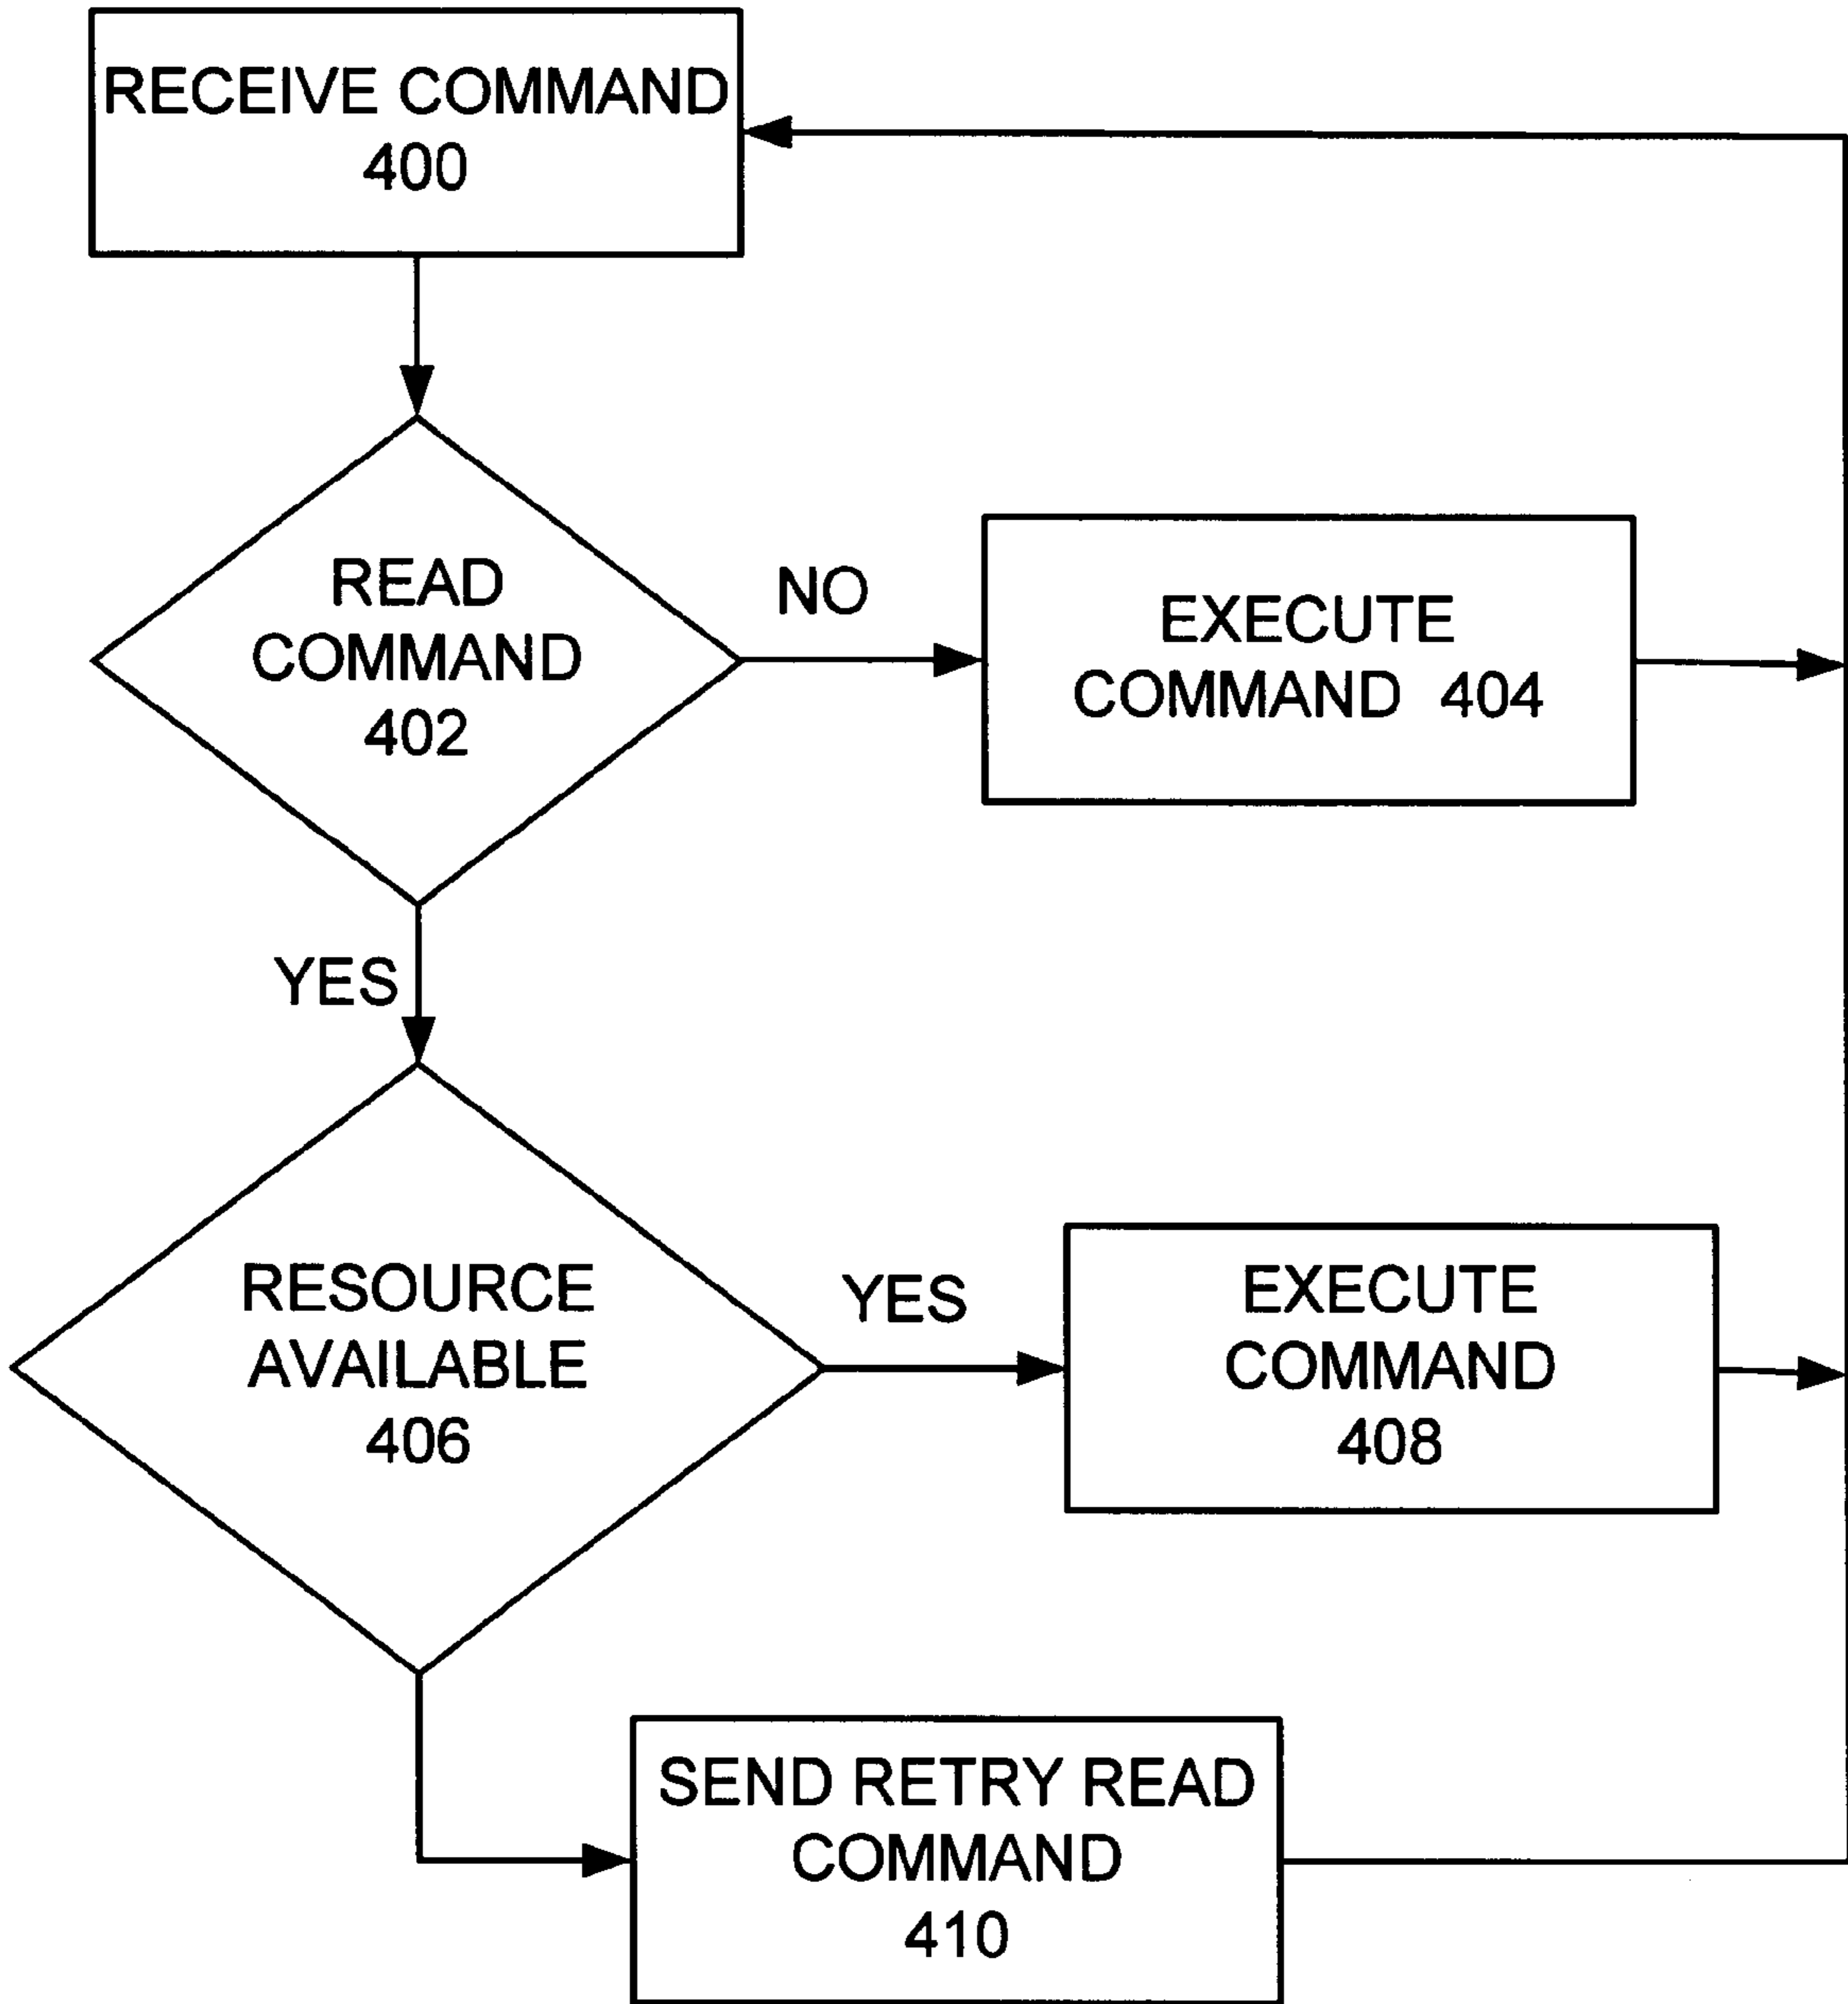 RECEIVE COMMAND
400
READ
COMMAND
402
NO
EXECUTE
COMMAND 404
YES
RESOURCE
AVAILABLE
406
YES
EXECUTE
COMMAND
408
SEND RETRY READ
COMMAND
410